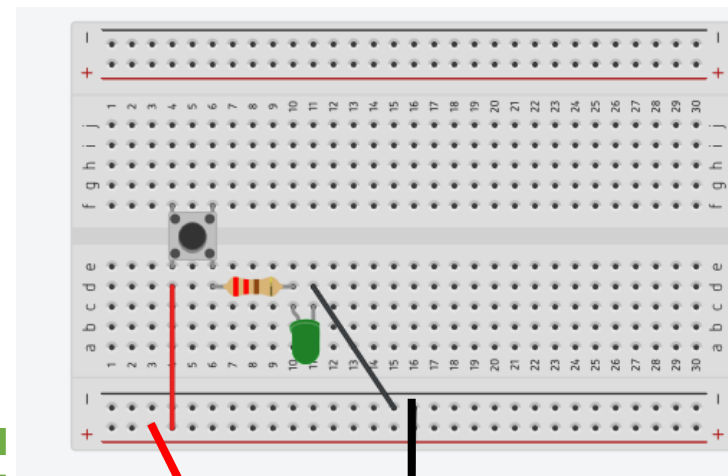 − −
+ +
1 2 3 4 5 6 7 8 9 10 11 12 13 14 15 16 17 18 19 20 21 22 23 24 25 26 27 28 29 30
j j
i i
h h
g g
f f
e e
d d
c c
b b
a a
1 2 3 4 5 6 7 8 9 10 11 12 13 14 15 16 17 18 19 20 21 22 23 24 25 26 27 28 29 30
− −
+ +